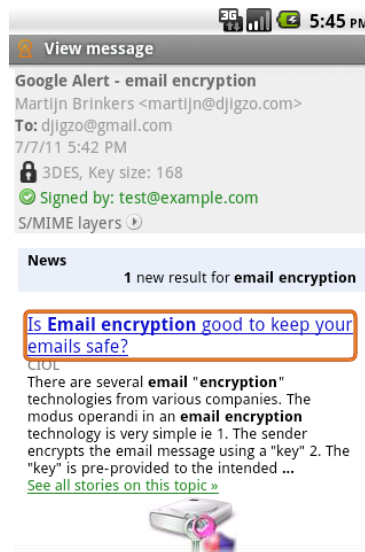 3G 5:45 PM
View message
Google Alert - email encryption
Martijn Brinkers <martijn@djigzo.com>
To: djigzo@gmail.com
7/7/11 5:42 PM
3DES, Key size: 168
Signed by: test@example.com
S/MIME layers
News
1 new result for email encryption
Is Email encryption good to keep your
emails safe?
CIOL
There are several email "encryption"
technologies from various companies. The
modus operandi in an email encryption
technology is very simple ie 1. The sender
encrypts the email message using a "key" 2. The
"key" is pre-provided to the intended ...
See all stories on this topic »